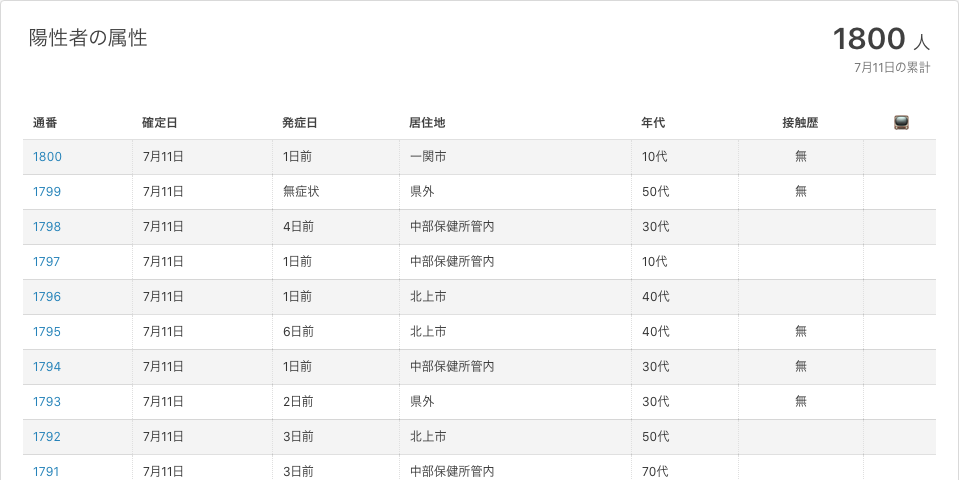 陽性者の属性
1800 人
7月11日の累計
通番 確定日 発症日 居住地 年代 接触歴
1800 7月11日 1日前 一関市 10代 無
1799 7月11日 無症状 県外 50代 無
1798 7月11日 4日前 中部保健所管内 30代
1797 7月11日 1日前 中部保健所管内 10代
1796 7月11日 1日前 北上市 40代
1795 7月11日 6日前 北上市 40代 無
1794 7月11日 1日前 中部保健所管内 30代 無
1793 7月11日 2日前 県外 30代 無
1792 7月11日 3日前 北上市 50代
1791 7月11日 3日前 中部保健所管内 70代